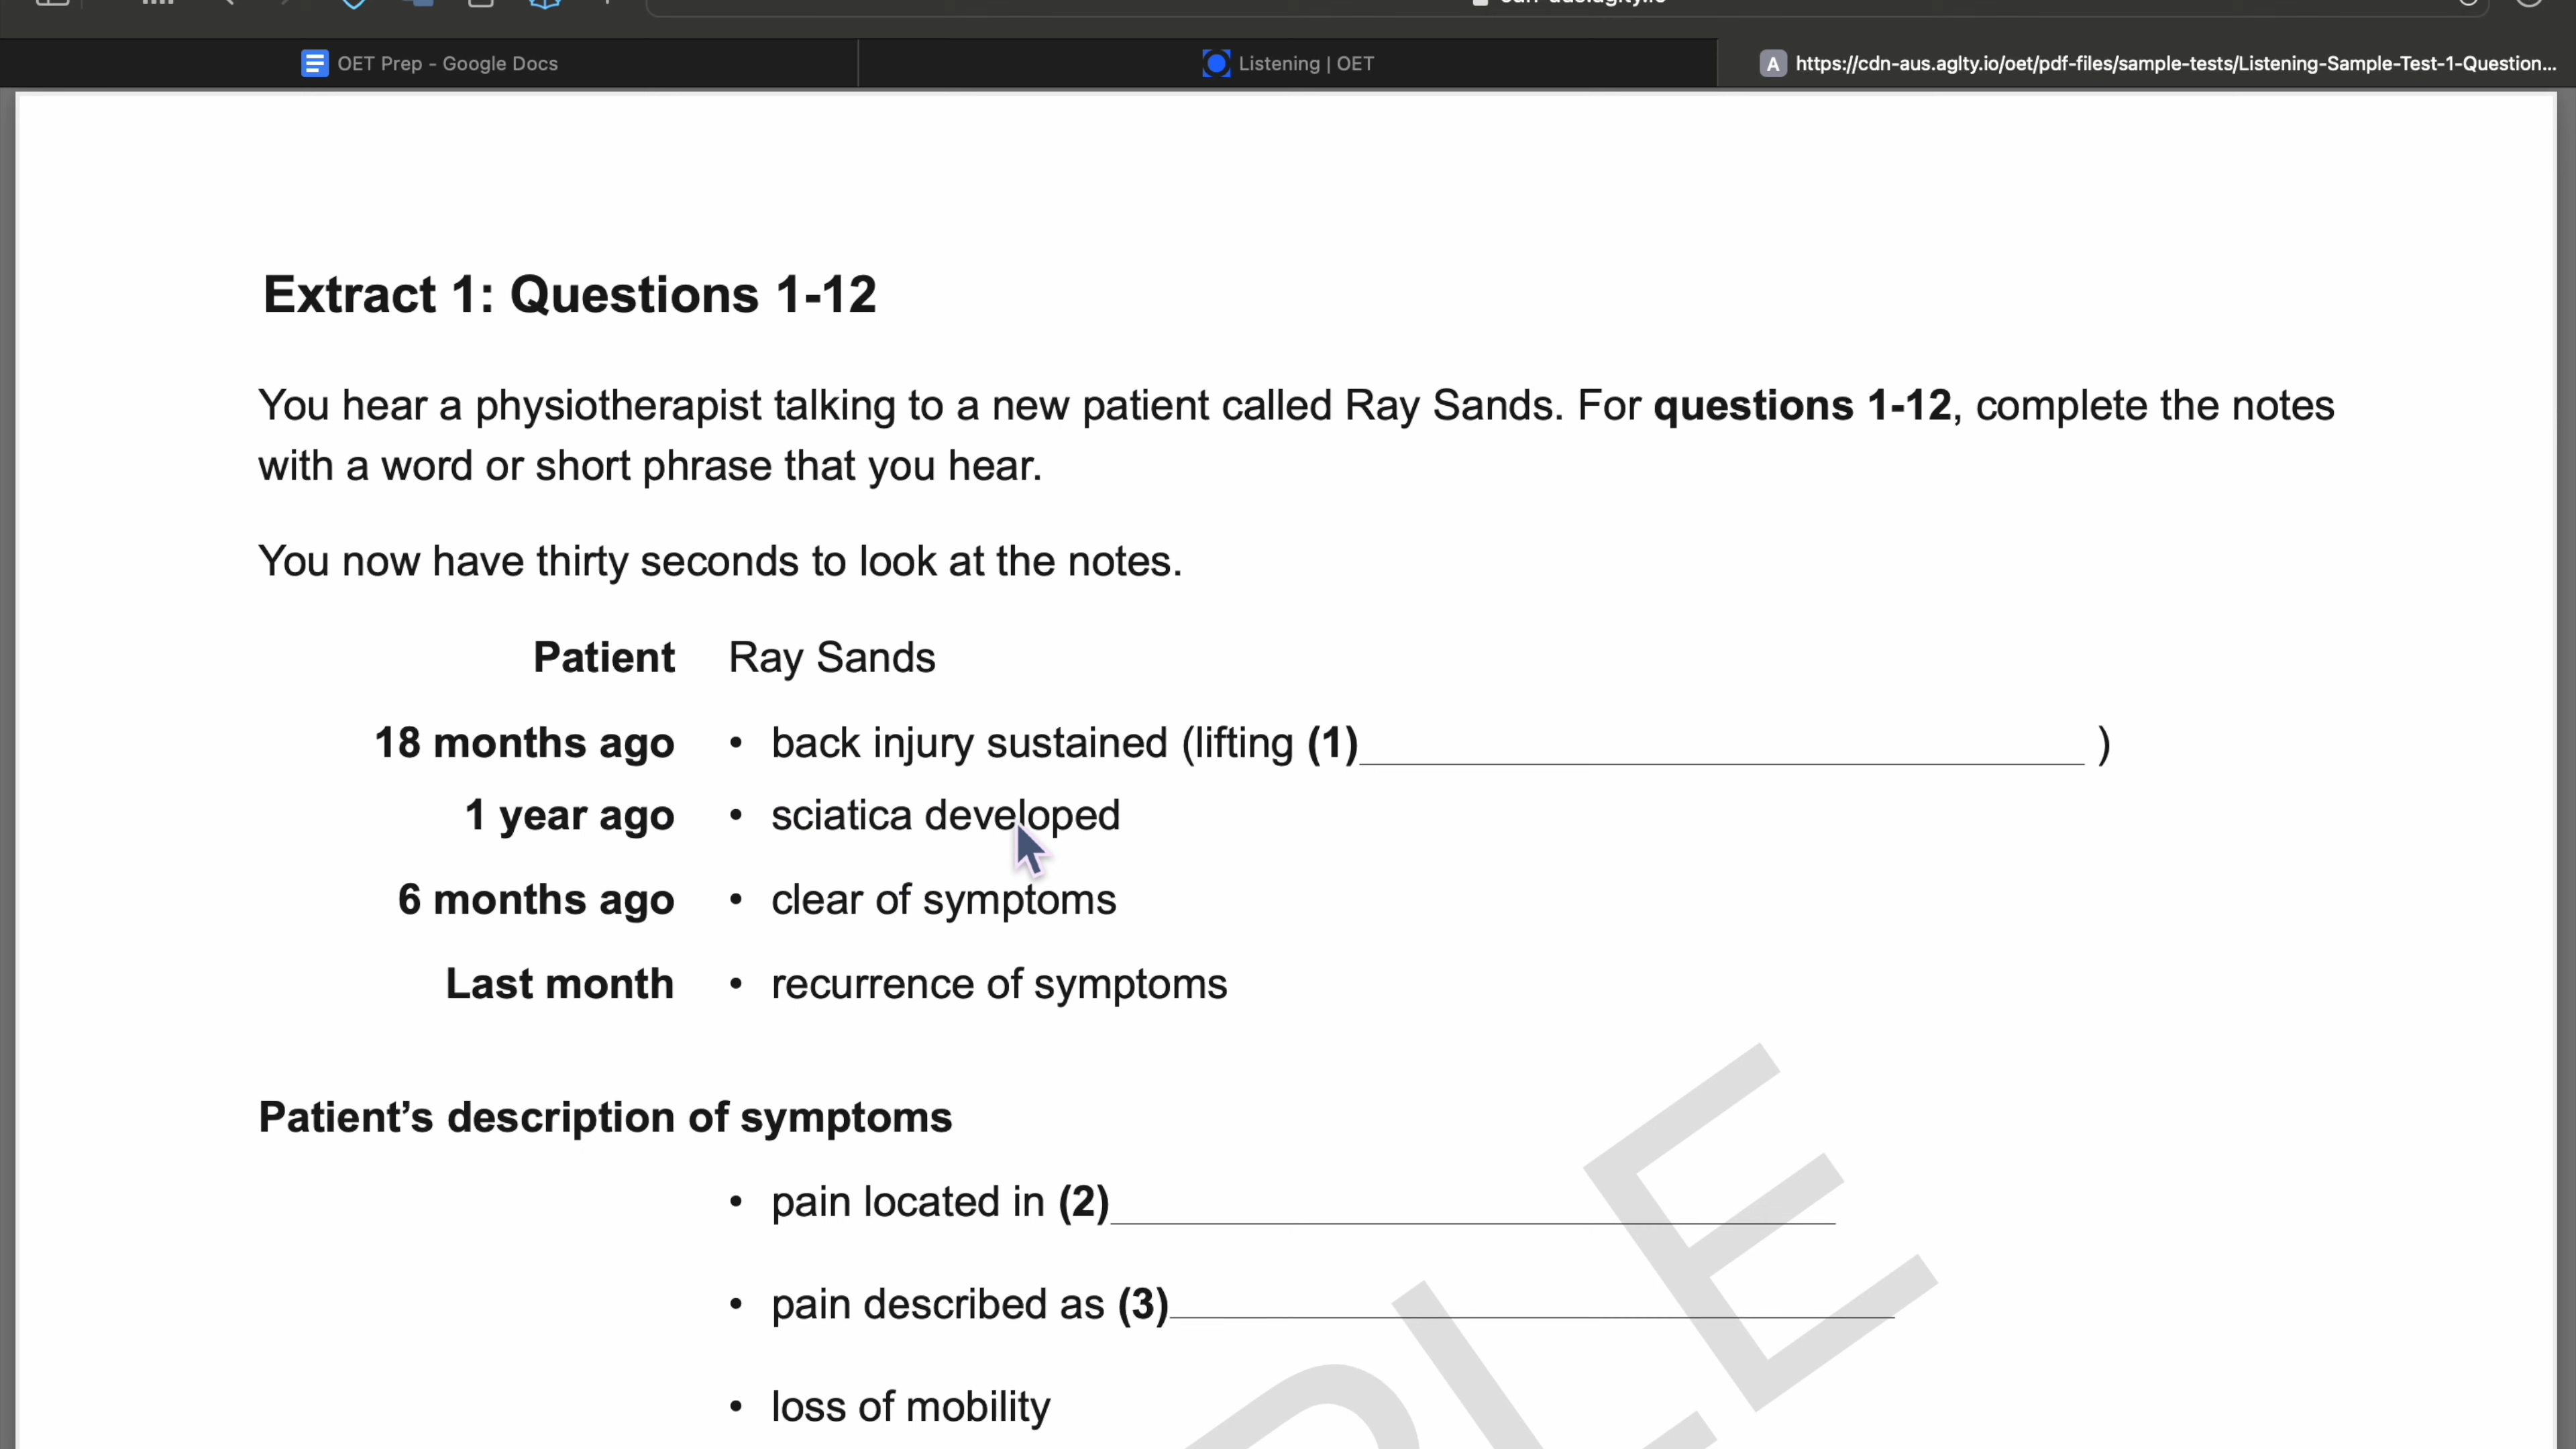 OET Prep - Google Docs
Listening | OET
A https://cdn-aus.aglty.io/oet/pdf-files/sample-tests/Listening-Sample-Test-1-Question...
Extract 1: Questions 1-12
You hear a physiotherapist talking to a new patient called Ray Sands. For questions 1-12, complete the notes
with a word or short phrase that you hear.
You now have thirty seconds to look at the notes.
Patient Ray Sands
18 months ago • back injury sustained (lifting (1)____________________ )
1 year ago • sciatica developed
6 months ago • clear of symptoms
Last month • recurrence of symptoms
Patient's description of symptoms
• pain located in (2)____________________
• pain described as (3)____________________
• loss of mobility
PLE